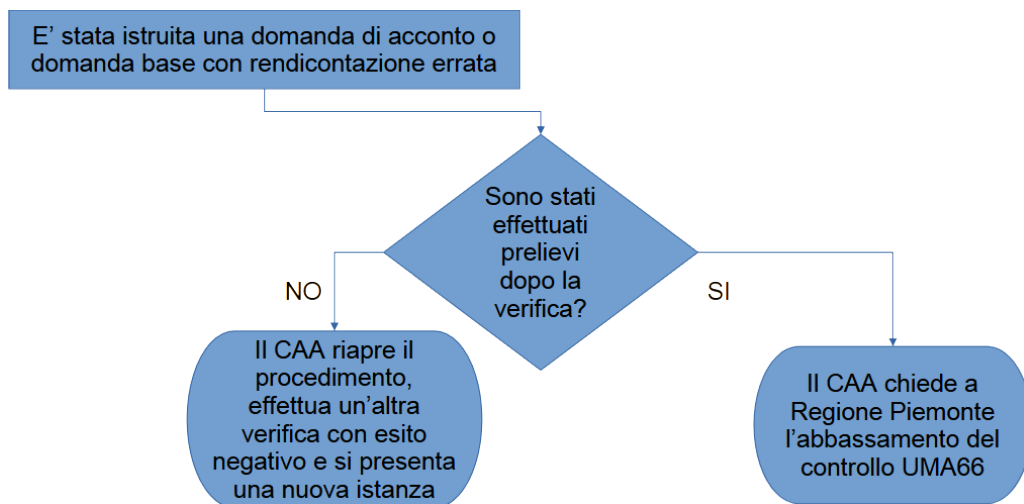 E' stata istruita una domanda di acconto o
domanda base con rendicontazione errata
Sono stati
effettuati
prelievi
dopo la
verifica?
NO
SI
Il CAA riapre il
procedimento,
effettua un'altra
verifica con esito
negativo e si presenta
una nuova istanza
Il CAA chiede a
Regione Piemonte
l'abbassamento del
controllo UMA66